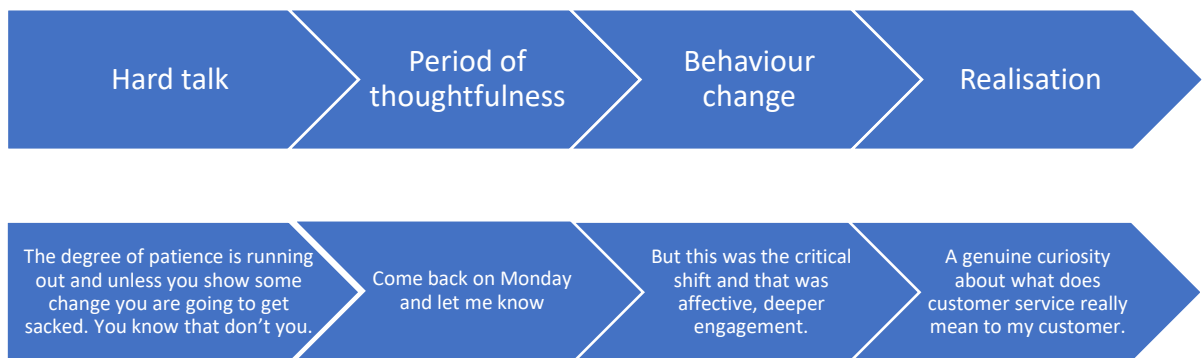 Hard talk
Period of
thoughtfulness
Behaviour
change
Realisation
The degree of patience is running
out and unless you show some
change you are going to get
sacked. You know that don’t you.
Come back on Monday
and let me know
But this was the critical
shift and that was
affective, deeper
engagement.
A genuine curiosity
about what does
customer service really
mean to my customer.